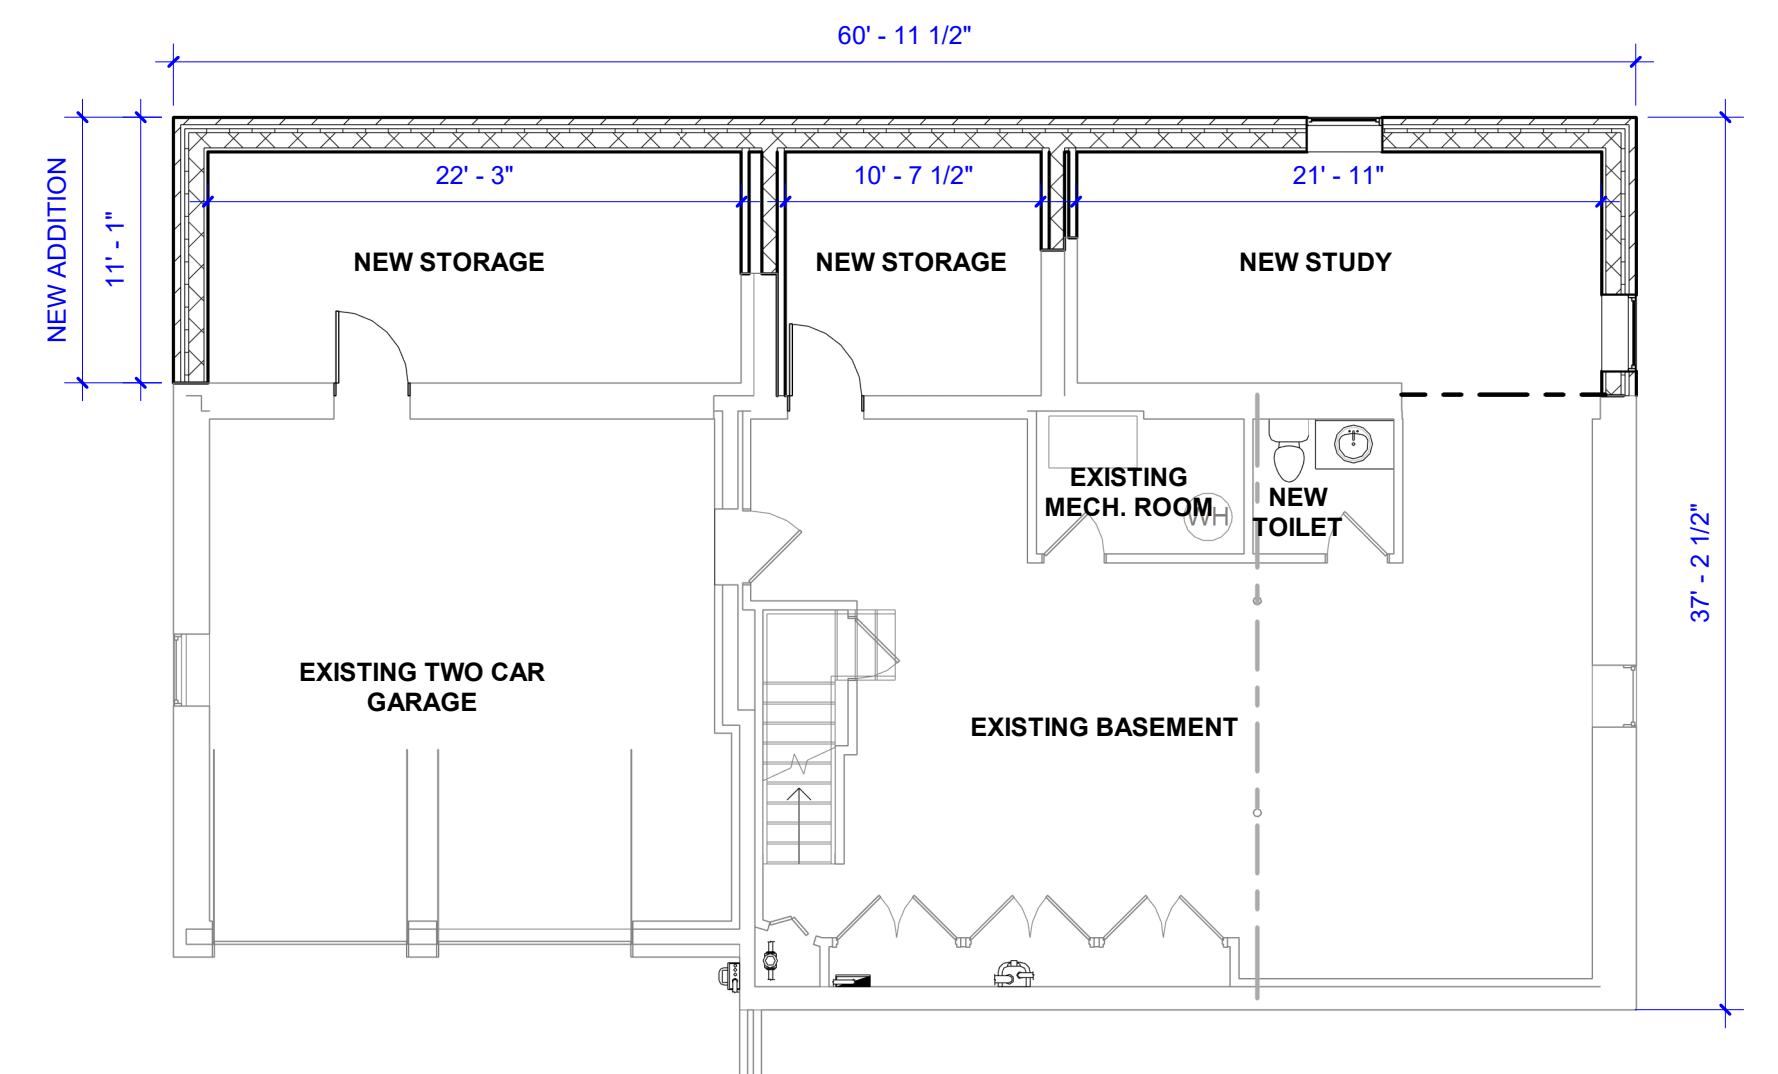 60' - 11 1/2"
NEW ADDITION
11' - 1"
22' - 3"
10' - 7 1/2"
21' - 11"
NEW STORAGE
NEW STORAGE
NEW STUDY
EXISTING
MECH. ROOM
WH
NEW
TOILET
37' - 2 1/2"
EXISTING TWO CAR
GARAGE
EXISTING BASEMENT